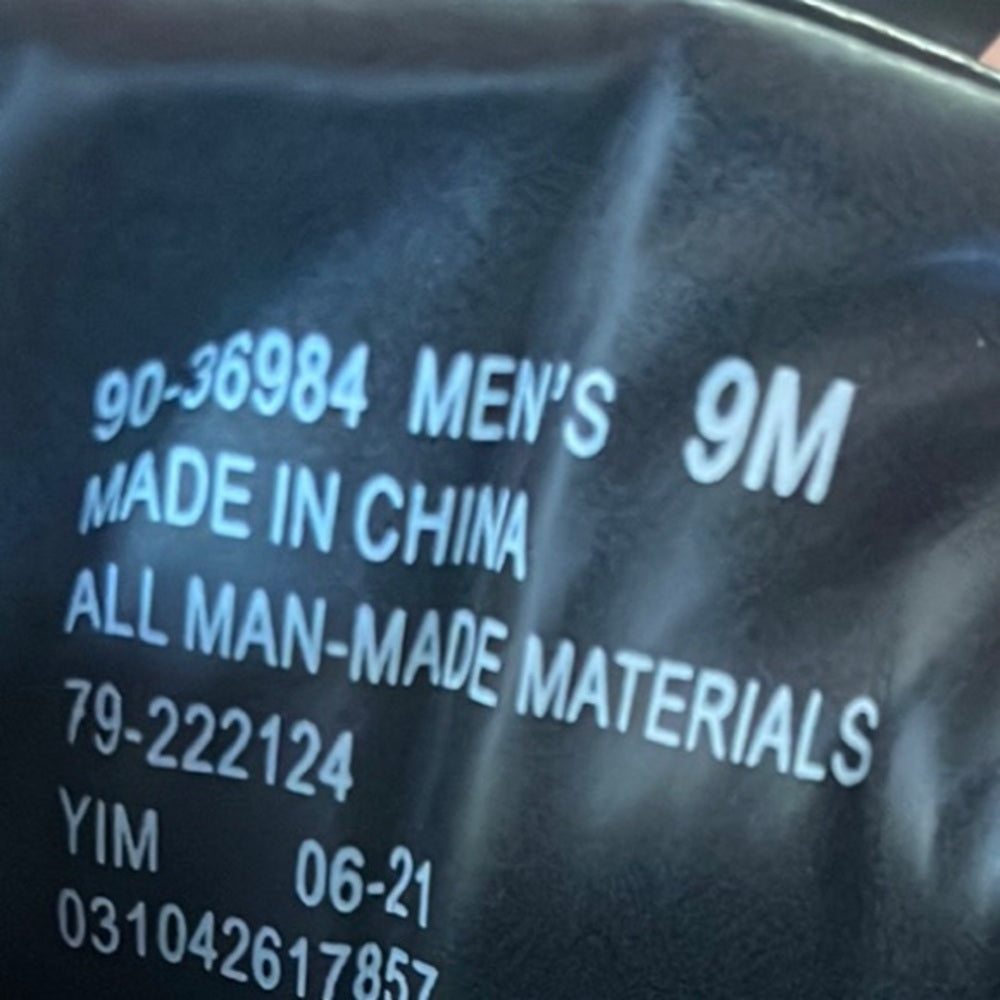 90-36984 MEN'S 9M
MADE IN CHINA
ALL MAN-MADE MATERIALS
79-222124
YIM 06-21
031042617857